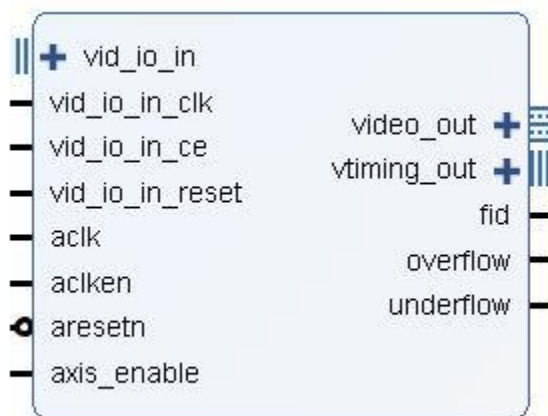 vid_io_in
vid_io_in_clk
vid_io_in_ce
vid_io_in_reset
aclk
aclken
aresetn
axis_enable
video_out
vtiming_out
fid
overflow
underflow